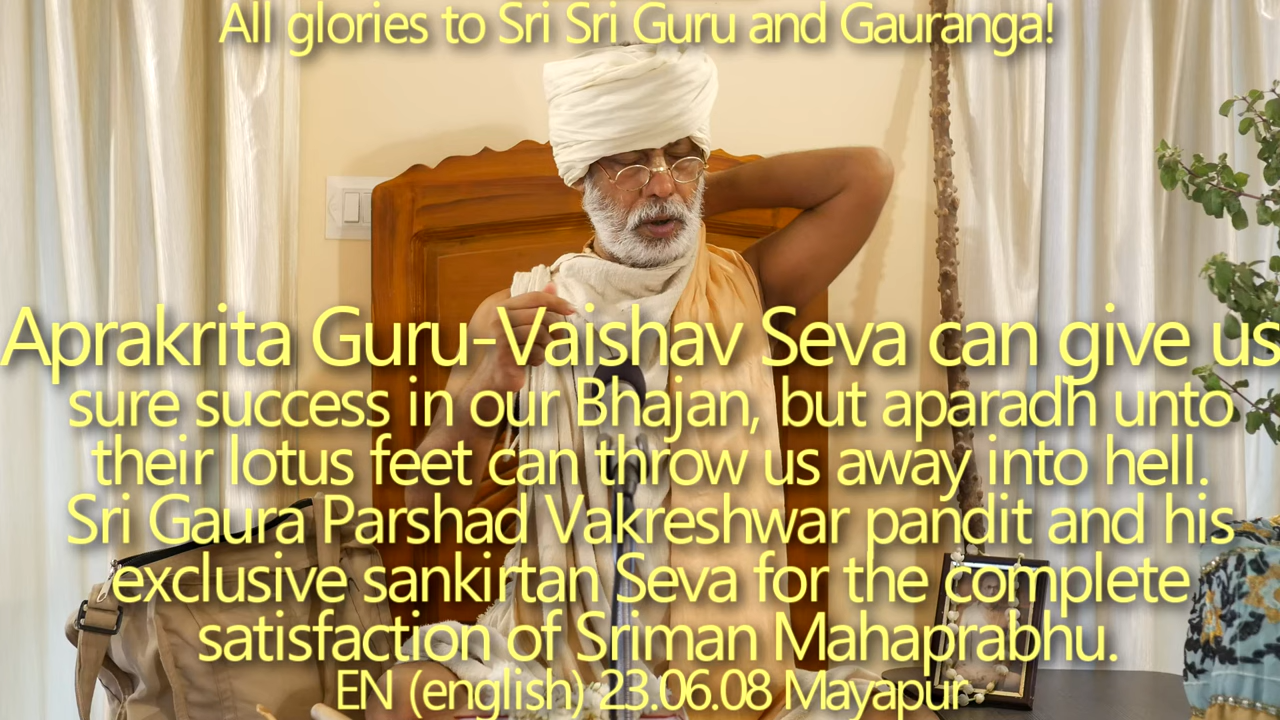 All glories to Sri Sri Guru and Gauranga!
Aprakrita Guru-Vaishav Seva can give us
sure success in our Bhajan, but aparadh unto
their lotus feet can throw us away into hell.
Sri Gaura Parshad Vakreshwar pandit and his
exclusive sankirtan Seva for the complete
satisfaction of Sriman Mahaprabhu.
EN (english) 23.06.08 Mayapur